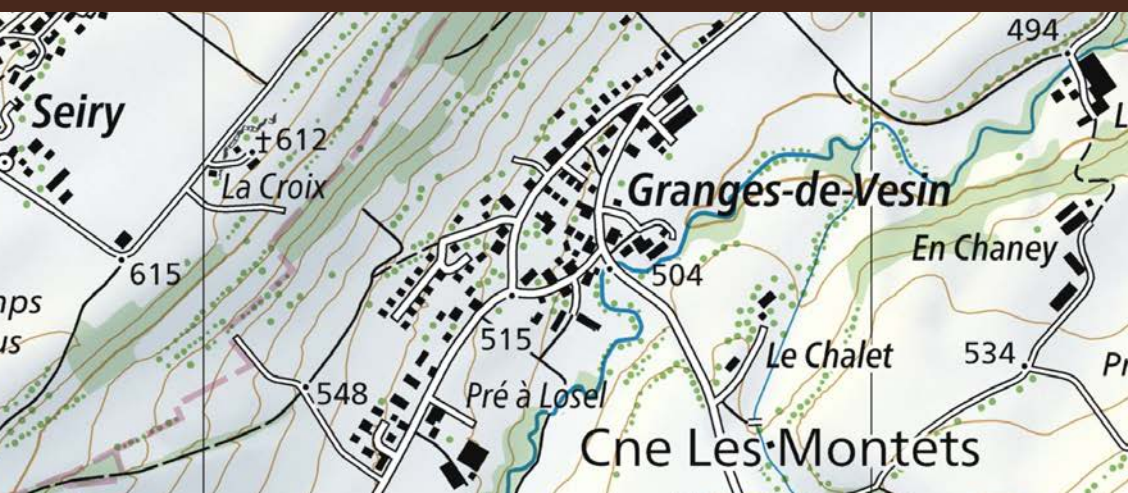 494
Seiry
612
La Croix
Granges-de-Vesin
En Chaney
615
504
515
Le Chalet
534
548
Pré à Losel
Cne Les Montets